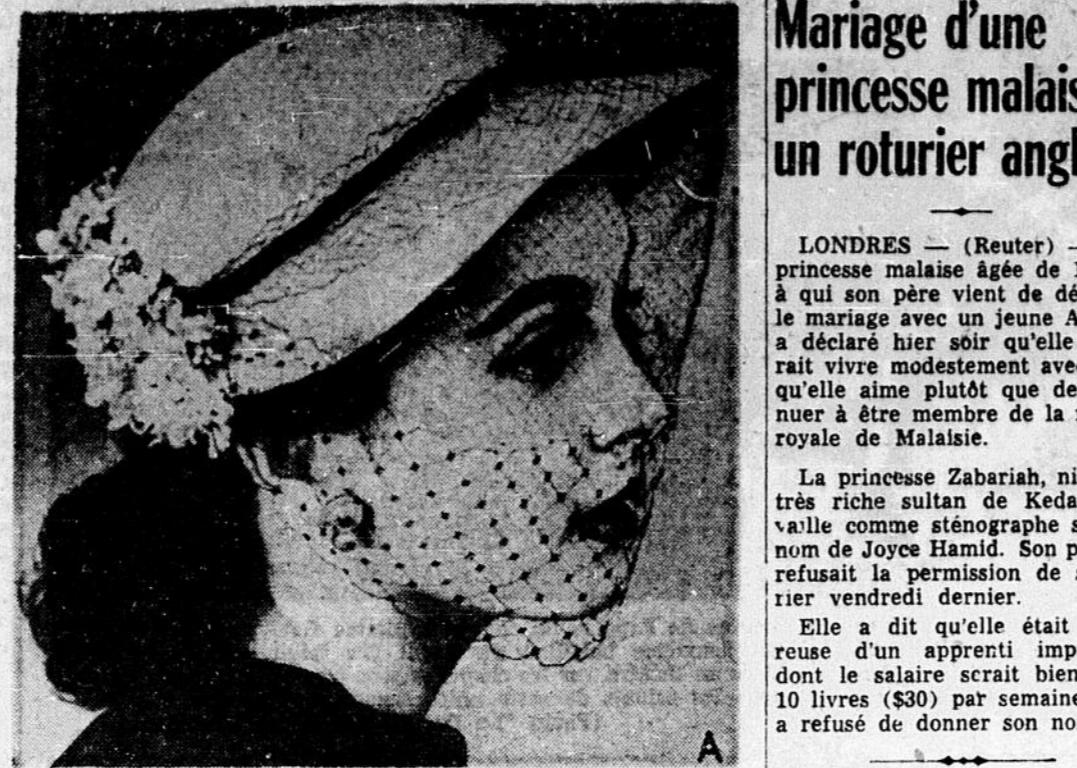 Mariage d'une
princesse malais
un roturier angl
LONDRES — (Reuter) —
princesse malaise âgée de
à qui son père vient de dé
le mariage avec un jeune A
a déclaré hier soir qu'elle
rait vivre modestement ave
qu'elle aime plutôt que de
nuer à être membre de la
royale de Malaisie.
La princesse Zabariah, ni
très riche sultan de Keda
vaille comme sténographe s
nom de Joyce Hamid. Son p
refusait la permission de
rier vendredi dernier.
Elle a dit qu'elle était
reuse d'un apprenti imp
dont le salaire serait bien
10 livres ($30) par semaine
a refusé de donner son no
A